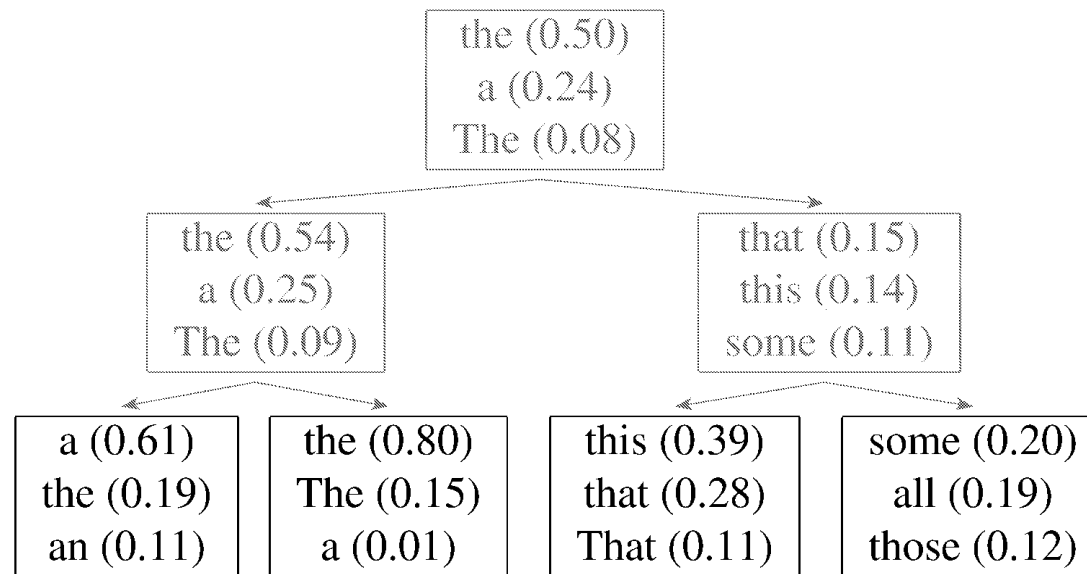 the (0.50)
a (0.24)
The (0.08)
the (0.54)
a (0.25)
The (0.09)
that (0.15)
this (0.14)
some (0.11)
a (0.61)
the (0.19)
an (0.11)
the (0.80)
The (0.15)
a (0.01)
this (0.39)
that (0.28)
That (0.11)
some (0.20)
all (0.19)
those (0.12)